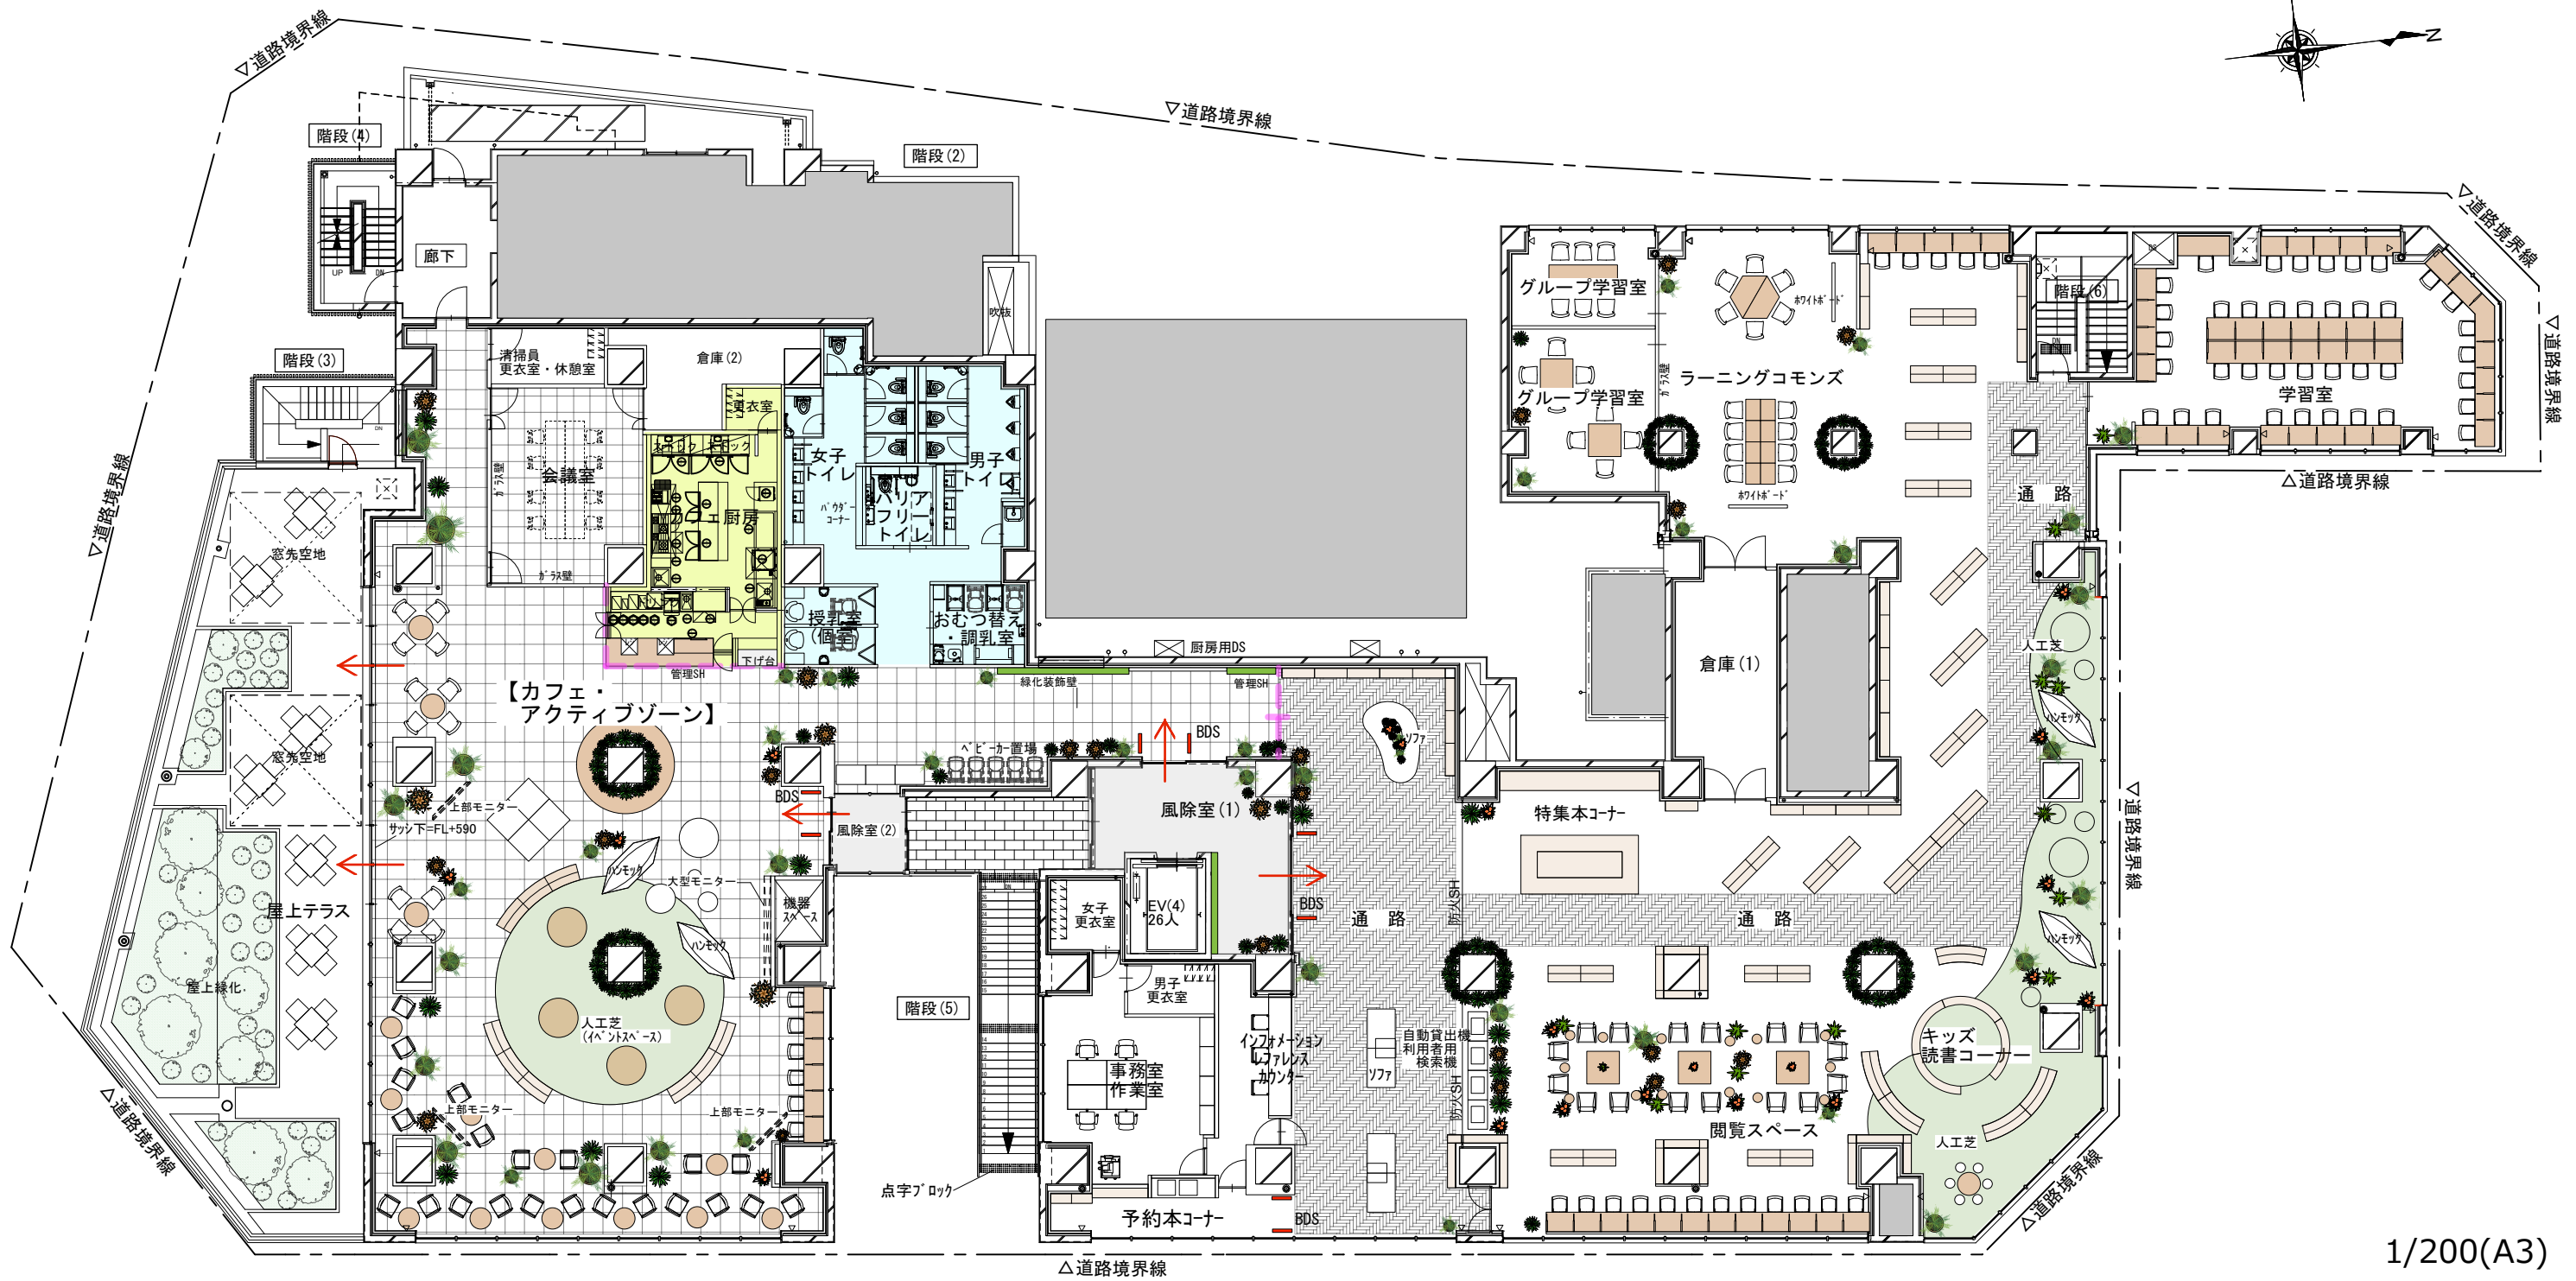 ▽道路境界線
N
▽道路境界線
階段(4)
階段(2)
▽道路境界線
廊下
UP
DN
吹抜
グループ学習室
ﾎﾜｲﾄﾎﾞｰﾄﾞ
階段(6)
DS
DN
▽道路境界線
階段(3)
DN
清掃員
更衣室・休憩室
倉庫(2)
更衣室
ラーニングコモンズ
ｶﾞﾗｽ壁
グループ学習室
学習室
▽道路境界線
ｶﾞﾗｽ壁
会議室
カフェ厨房
女子
トイレ
ﾊﾟｳﾀﾞｰ
ｺｰﾅｰ
バリア
フリー
トイレ
男子
トイレ
ﾎﾜｲﾄﾎﾞｰﾄﾞ
通 路
△道路境界線
窓先空地
ｶﾞﾗｽ壁
授乳室
(個室)
おむつ替え
・調乳室
下げ台
管理SH
厨房用DS
倉庫(1)
人工芝
緑化装飾壁
管理SH
【カフェ・
アクティブゾーン】
BDS
ｿﾌｧ
ﾊﾝﾓｯｸ
窓先空地
ﾍﾞﾋﾞｰｶｰ置場
上部モニター
サッシ下=FL+590
BDS
風除室(2)
風除室(1)
特集本ｺｰﾅｰ
▽道路境界線
ﾊﾝﾓｯｸ
大型モニター
機器
ｽﾍﾟｰｽ
女子
更衣室
EV(4)
26人
BDS
通 路
防火SH
通 路
屋上テラス
ﾊﾝﾓｯｸ
ﾊﾝﾓｯｸ
屋上緑化
DN
男子
更衣室
階段(5)
人工芝
(ｲﾍﾞﾝﾄｽﾍﾟｰｽ)
ｲﾝﾌｫﾒｰｼｮﾝ
ﾚﾌｧﾚﾝｽ
ｶｳﾝﾀｰ
自動貸出機
利用者用
検索機
キッズ
読書コーナー
事務室
作業室
ｿﾌｧ
防火SH
上部モニター
上部モニター
閲覧スペース
人工芝
△道路境界線
点字ﾌﾞﾛｯｸ
予約本ｺｰﾅｰ
BDS
△道路境界線
△道路境界線
1/200(A3)